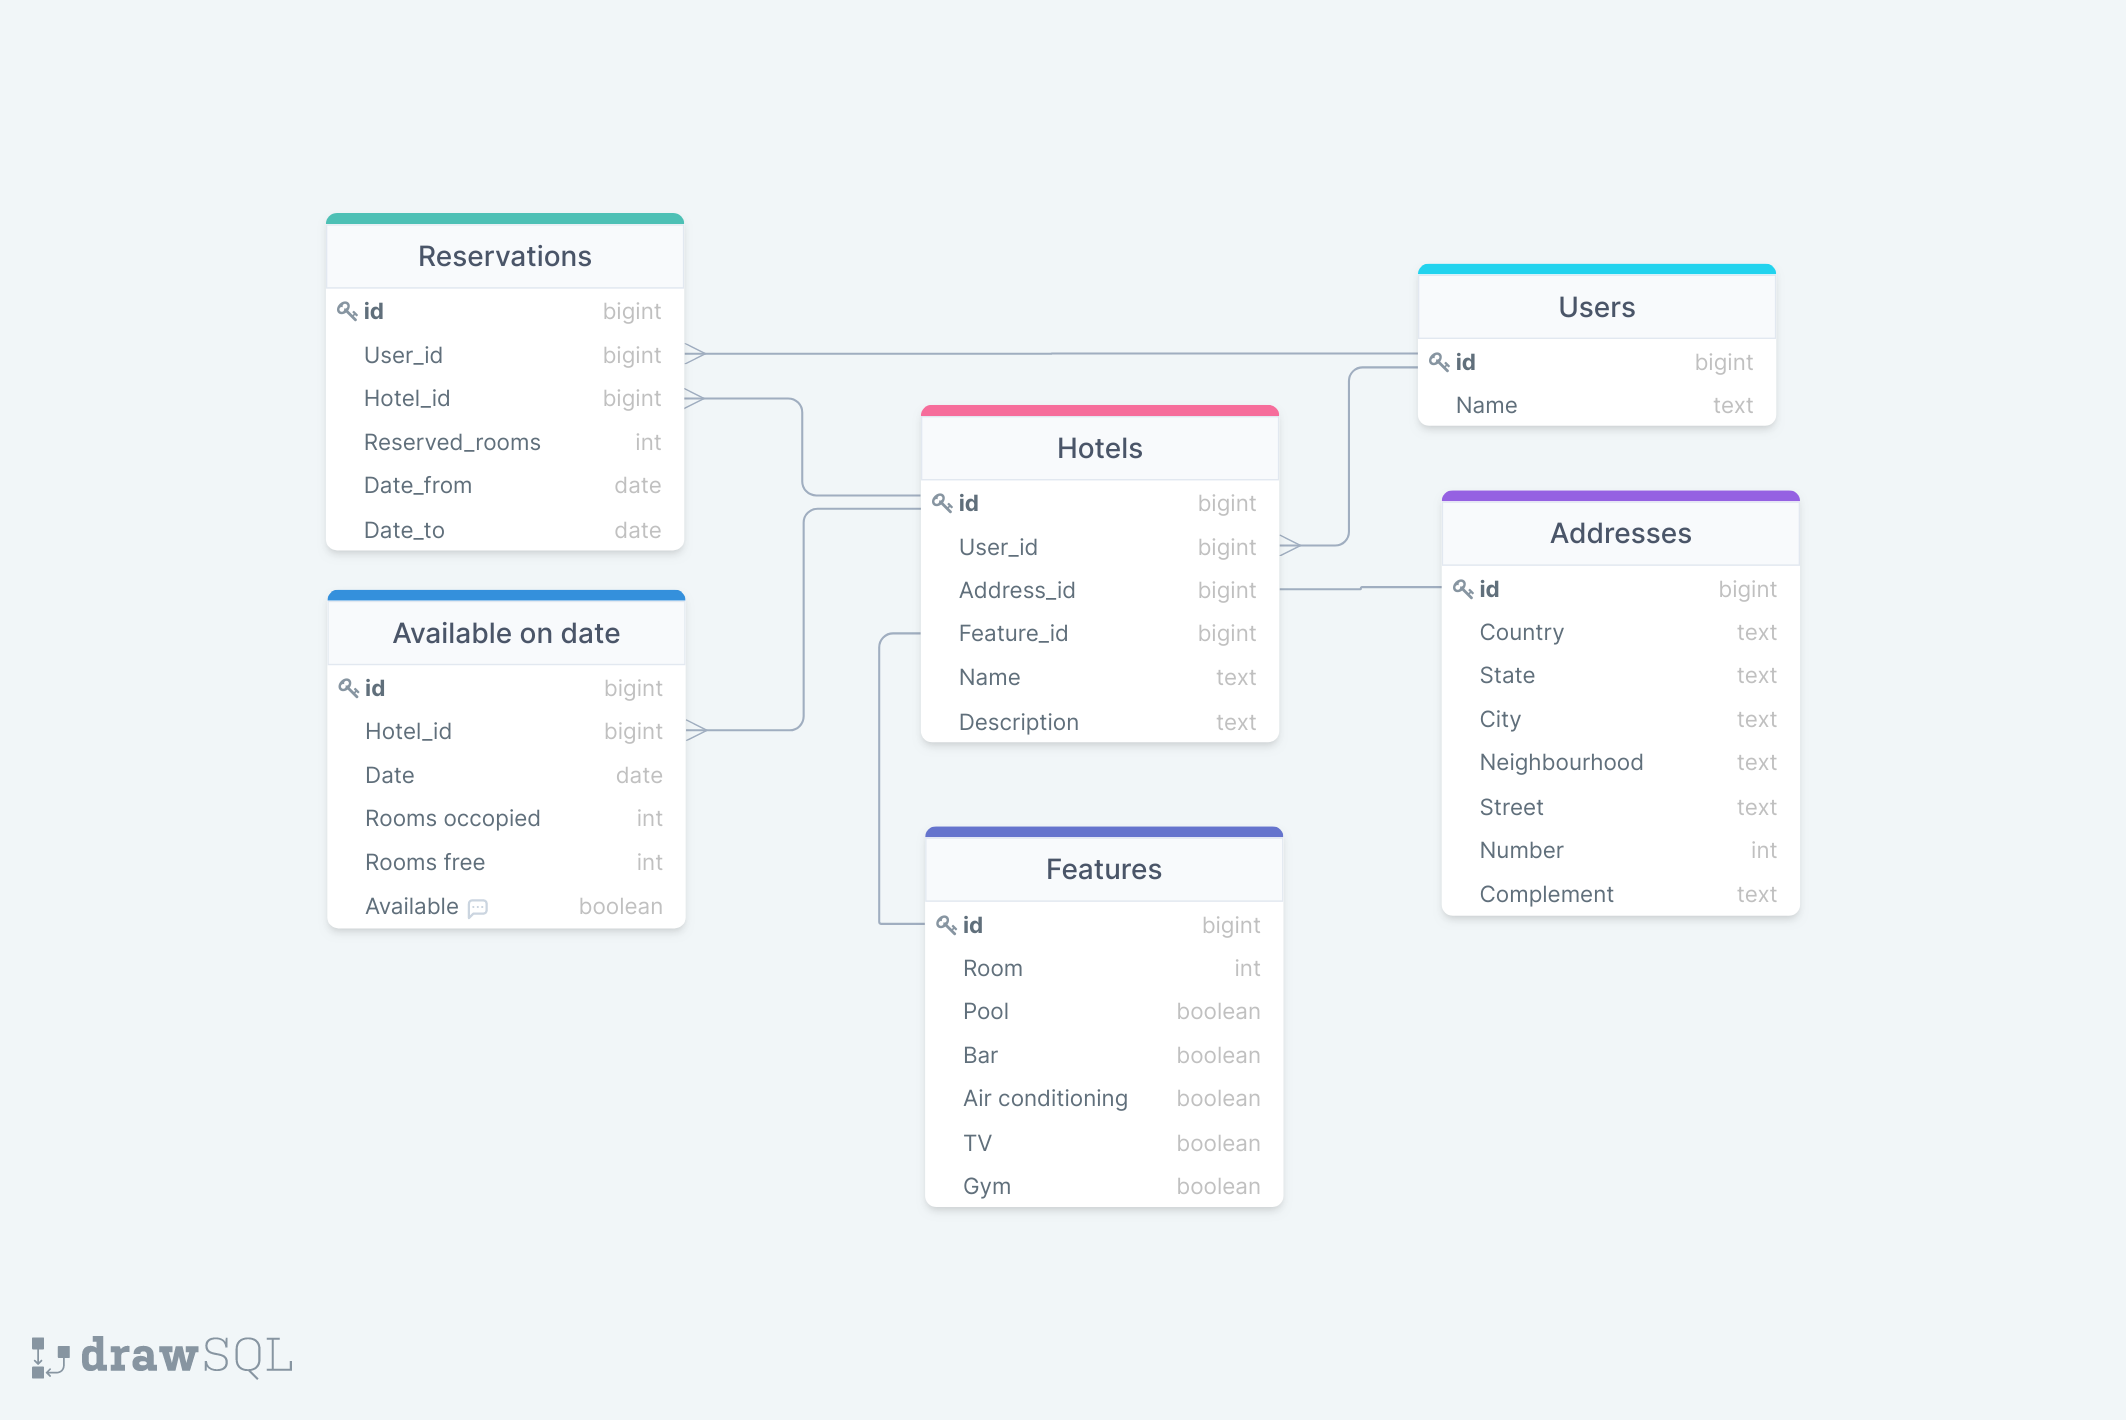 Reservations
id bigint
User_id bigint
Hotel_id bigint
Reserved_rooms int
Date_from date
Date_to date
Available on date
id bigint
Hotel_id bigint
Date date
Rooms occopied int
Rooms free int
Available boolean
Hotels
id bigint
User_id bigint
Address_id bigint
Feature_id bigint
Name text
Description text
Features
id bigint
Room int
Pool boolean
Bar boolean
Air conditioning boolean
TV boolean
Gym boolean
Users
id bigint
Name text
Addresses
id bigint
Country text
State text
City text
Neighbourhood text
Street text
Number int
Complement text
drawSQL